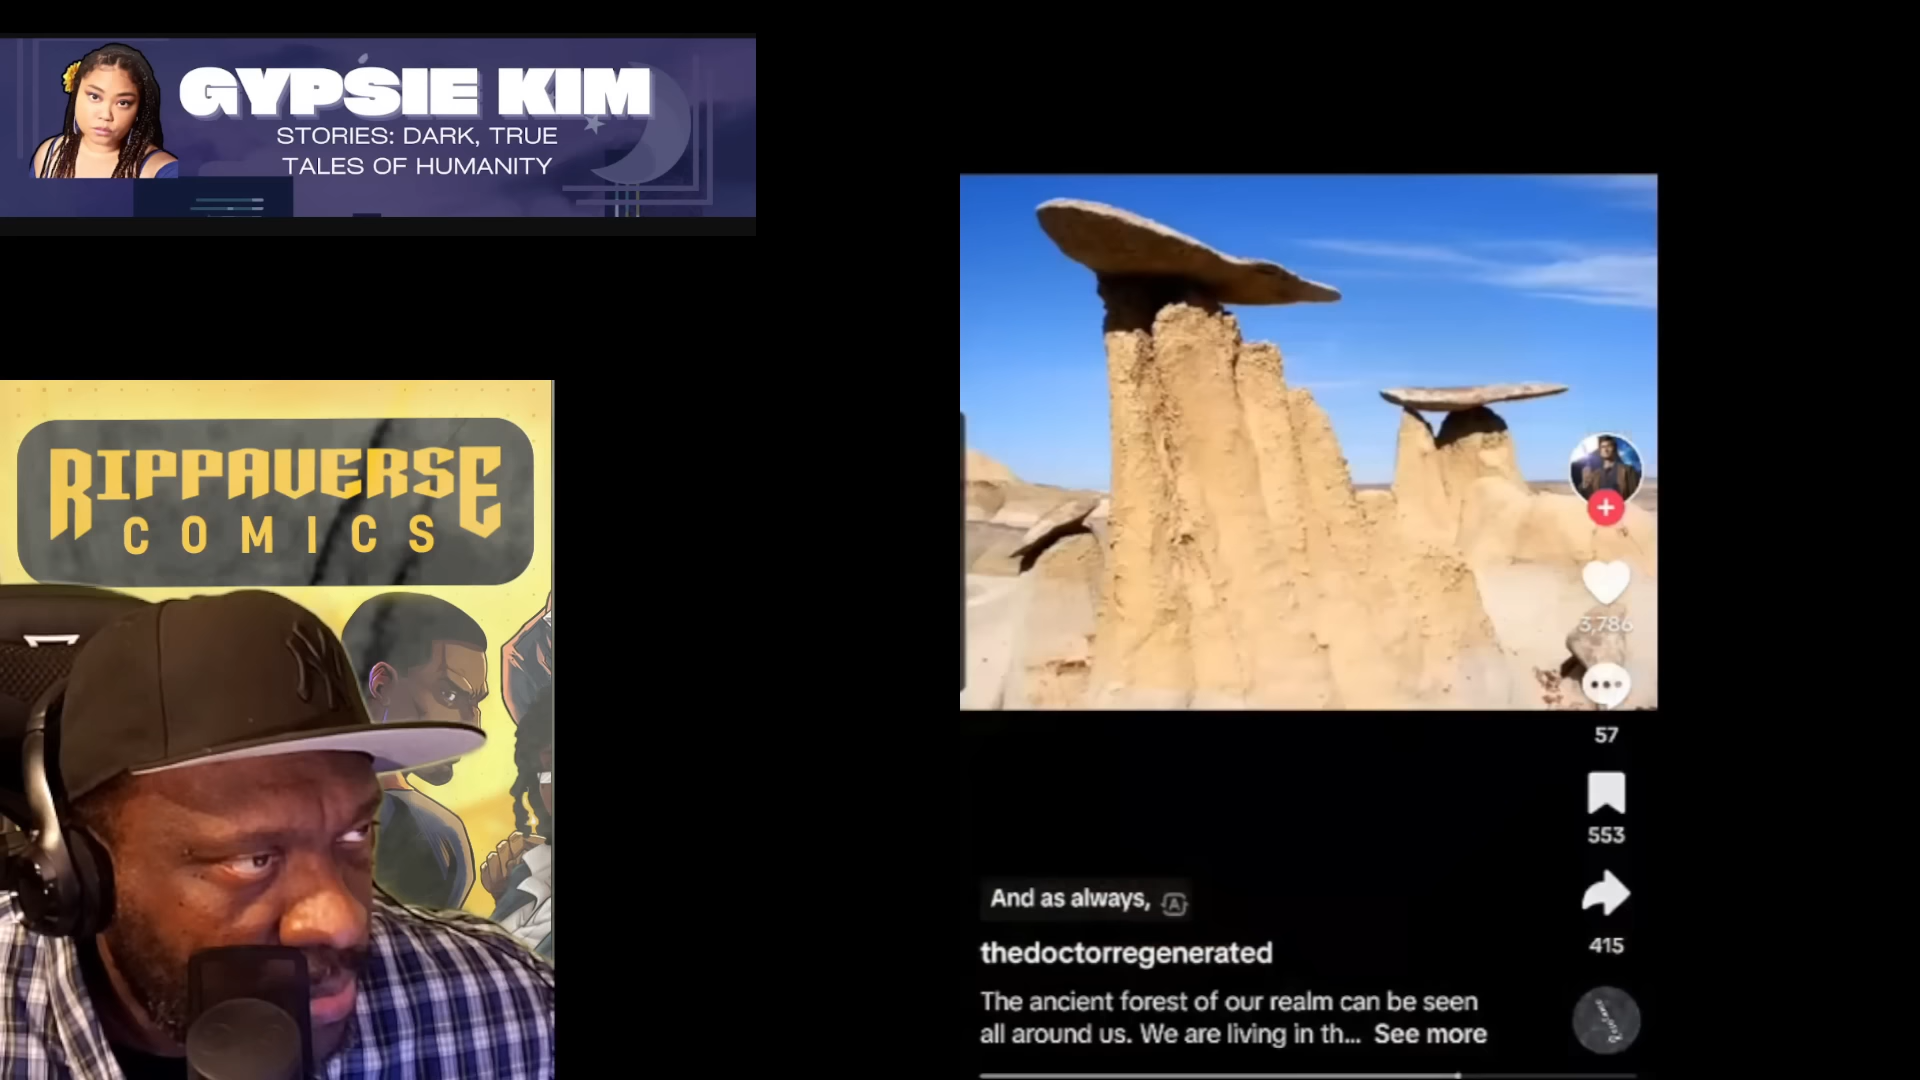 GYPSIE KIM
STORIES: DARK, TRUE
TALES OF HUMANITY
RIPPAVERSE
COMICS
3,786
57
553
415
And as always,
thedoctorregenerated
The ancient forest of our realm can be seen
all around us. We are living in th... See more